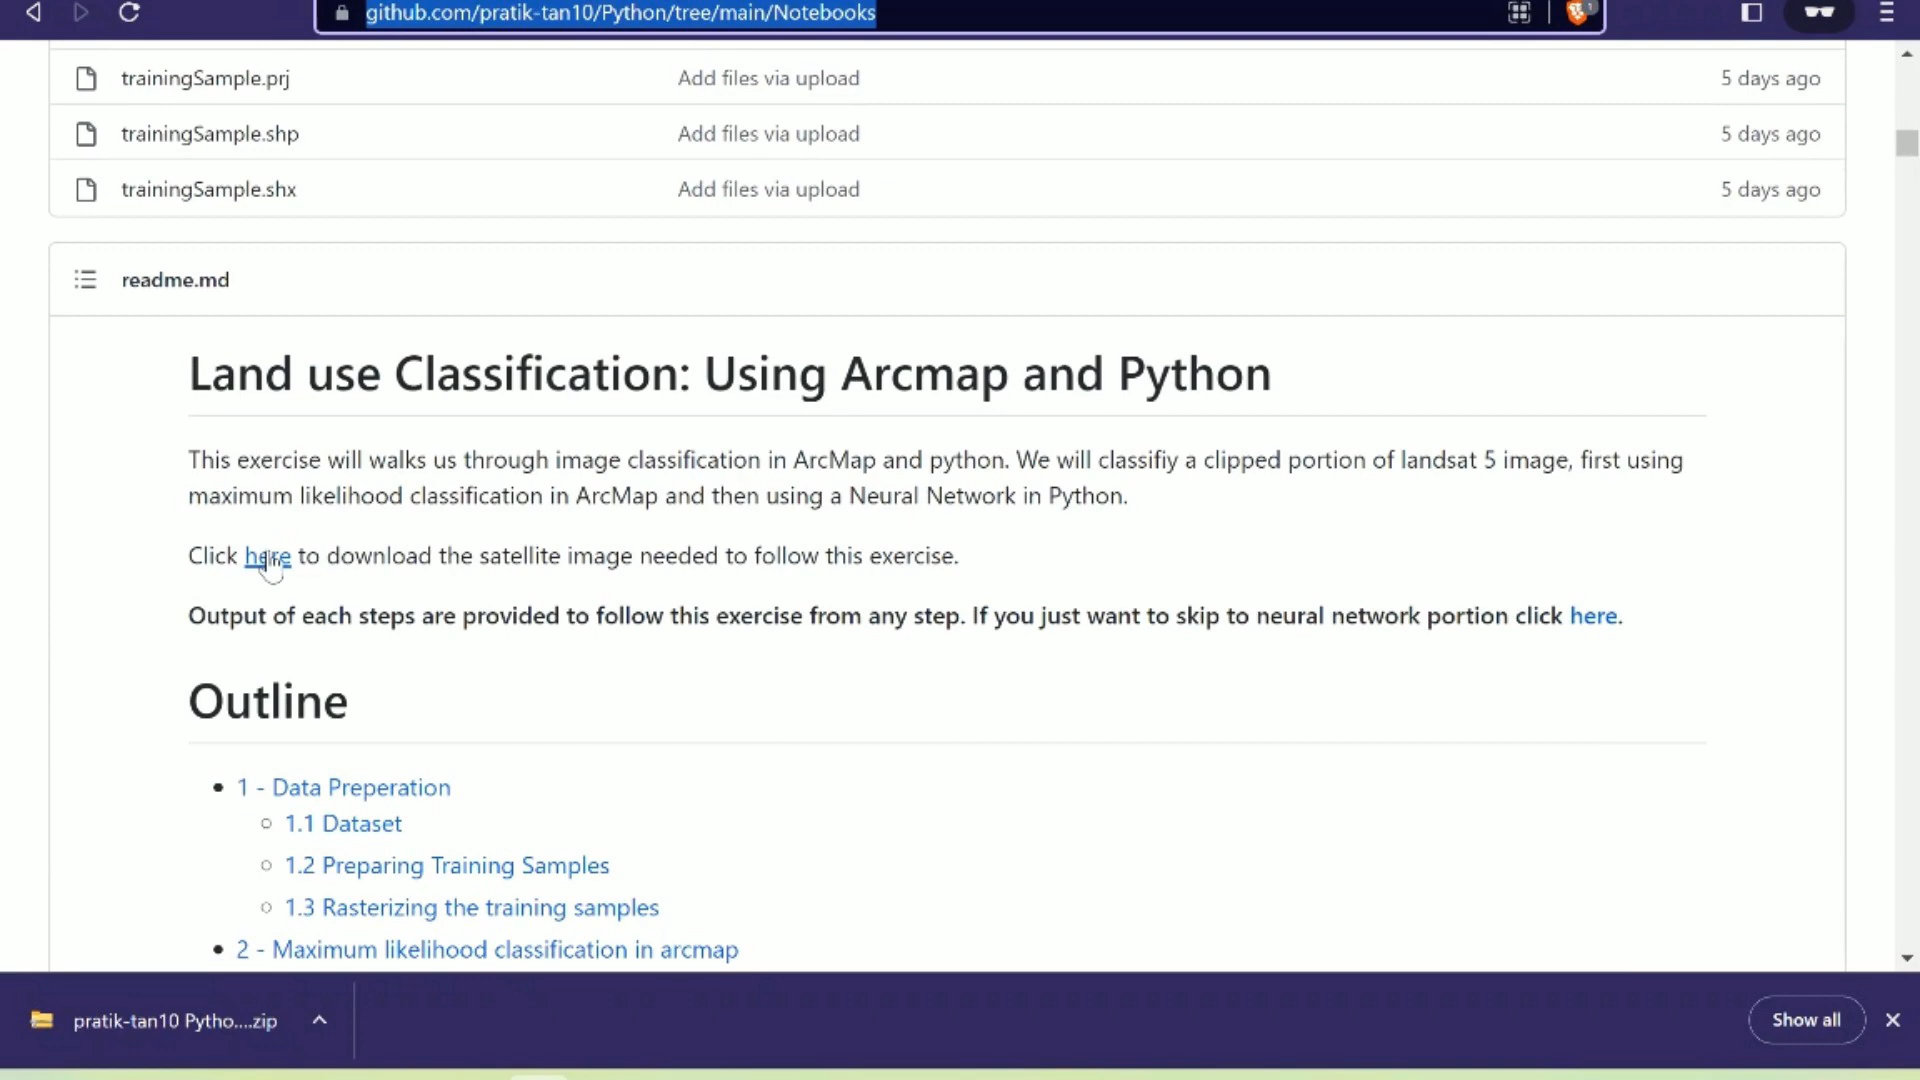 github.com/pratik-tan10/Python/tree/main/Notebooks
1
trainingSample.prj Add files via upload 5 days ago
trainingSample.shp Add files via upload 5 days ago
trainingSample.shx Add files via upload 5 days ago
readme.md
Land use Classification: Using Arcmap and Python
This exercise will walks us through image classification in ArcMap and python. We will classifiy a clipped portion of landsat 5 image, first using
maximum likelihood classification in ArcMap and then using a Neural Network in Python.
Click here to download the satellite image needed to follow this exercise.
Output of each steps are provided to follow this exercise from any step. If you just want to skip to neural network portion click here.
Outline
1 - Data Preperation
1.1 Dataset
1.2 Preparing Training Samples
1.3 Rasterizing the training samples
2 - Maximum likelihood classification in arcmap
pratik-tan10 Pytho....zip
Show all